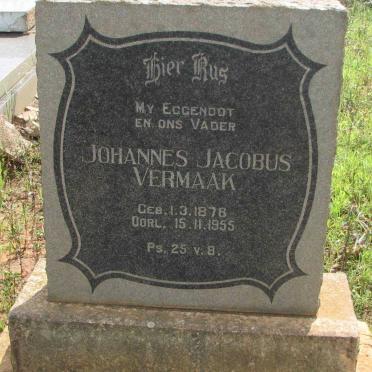 Hier Rus
MY EGGENOOT
EN ONS VADER
JOHANNES JACOBUS
VERMAAK
GEB. 1.3.1876
OORL. 15.11.1955
PS. 25 V. 8.